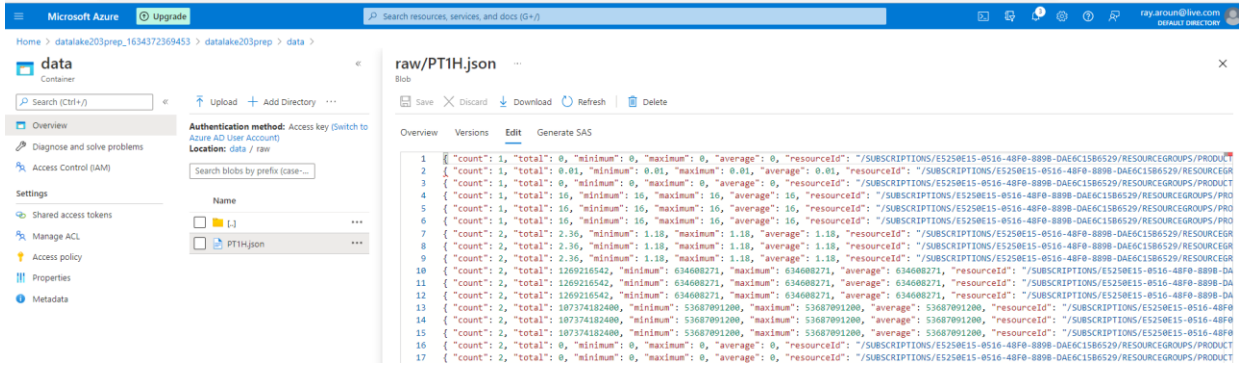 Microsoft Azure
Upgrade
Search resources, services, and docs (G+/)
ray.aroun@live.com
DEFAULT DIRECTORY
Home > datalake203prep_1634372369453 > datalake203prep > data >
data
Container
Search (Ctrl+/)
Overview
Diagnose and solve problems
Access Control (IAM)
Settings
Shared access tokens
Manage ACL
Access policy
Properties
Metadata
Upload
Add Directory
Authentication method: Access key (Switch to
Azure AD User Account)
Location: data / raw
Search blobs by prefix (case-...
Name
[..]
PT1H.json
raw/PT1H.json
Blob
Save Discard Download Refresh Delete
Overview Versions Edit Generate SAS
1 { "count": 1, "total": 0, "minimum": 0, "maximum": 0, "average": 0, "resourceId": "/SUBSCRIPTIONS/E5250E15-0516-48F0-889B-DAE6C15B6529/RESOURCEGROUPS/PRODUCT
2 { "count": 1, "total": 0.01, "minimum": 0.01, "maximum": 0.01, "average": 0.01, "resourceId": "/SUBSCRIPTIONS/E5250E15-0516-48F0-889B-DAE6C15B6529/RESOURCEGR
3 { "count": 1, "total": 0, "minimum": 0, "maximum": 0, "average": 0, "resourceId": "/SUBSCRIPTIONS/E5250E15-0516-48F0-889B-DAE6C15B6529/RESOURCEGROUPS/PRODUCT
4 { "count": 1, "total": 16, "minimum": 16, "maximum": 16, "average": 16, "resourceId": "/SUBSCRIPTIONS/E5250E15-0516-48F0-889B-DAE6C15B6529/RESOURCEGROUPS/PRO
5 { "count": 1, "total": 16, "minimum": 16, "maximum": 16, "average": 16, "resourceId": "/SUBSCRIPTIONS/E5250E15-0516-48F0-889B-DAE6C15B6529/RESOURCEGROUPS/PRO
6 { "count": 1, "total": 16, "minimum": 16, "maximum": 16, "average": 16, "resourceId": "/SUBSCRIPTIONS/E5250E15-0516-48F0-889B-DAE6C15B6529/RESOURCEGROUPS/PRO
7 { "count": 2, "total": 2.36, "minimum": 1.18, "maximum": 1.18, "average": 1.18, "resourceId": "/SUBSCRIPTIONS/E5250E15-0516-48F0-889B-DAE6C15B6529/RESOURCEGR
8 { "count": 2, "total": 2.36, "minimum": 1.18, "maximum": 1.18, "average": 1.18, "resourceId": "/SUBSCRIPTIONS/E5250E15-0516-48F0-889B-DAE6C15B6529/RESOURCEGR
9 { "count": 2, "total": 2.36, "minimum": 1.18, "maximum": 1.18, "average": 1.18, "resourceId": "/SUBSCRIPTIONS/E5250E15-0516-48F0-889B-DAE6C15B6529/RESOURCEGR
10 { "count": 2, "total": 1269216542, "minimum": 634608271, "maximum": 634608271, "average": 634608271, "resourceId": "/SUBSCRIPTIONS/E5250E15-0516-48F0-889B-DA
11 { "count": 2, "total": 1269216542, "minimum": 634608271, "maximum": 634608271, "average": 634608271, "resourceId": "/SUBSCRIPTIONS/E5250E15-0516-48F0-889B-DA
12 { "count": 2, "total": 1269216542, "minimum": 634608271, "maximum": 634608271, "average": 634608271, "resourceId": "/SUBSCRIPTIONS/E5250E15-0516-48F0-889B-DA
13 { "count": 2, "total": 107374182400, "minimum": 53687091200, "maximum": 53687091200, "average": 53687091200, "resourceId": "/SUBSCRIPTIONS/E5250E15-0516-48F0
14 { "count": 2, "total": 107374182400, "minimum": 53687091200, "maximum": 53687091200, "average": 53687091200, "resourceId": "/SUBSCRIPTIONS/E5250E15-0516-48F0
15 { "count": 2, "total": 107374182400, "minimum": 53687091200, "maximum": 53687091200, "average": 53687091200, "resourceId": "/SUBSCRIPTIONS/E5250E15-0516-48F0
16 { "count": 2, "total": 0, "minimum": 0, "maximum": 0, "average": 0, "resourceId": "/SUBSCRIPTIONS/E5250E15-0516-48F0-889B-DAE6C15B6529/RESOURCEGROUPS/PRODUCT
17 { "count": 2, "total": 0, "minimum": 0, "maximum": 0, "average": 0, "resourceId": "/SUBSCRIPTIONS/E5250E15-0516-48F0-889B-DAE6C15B6529/RESOURCEGROUPS/PRODUCT